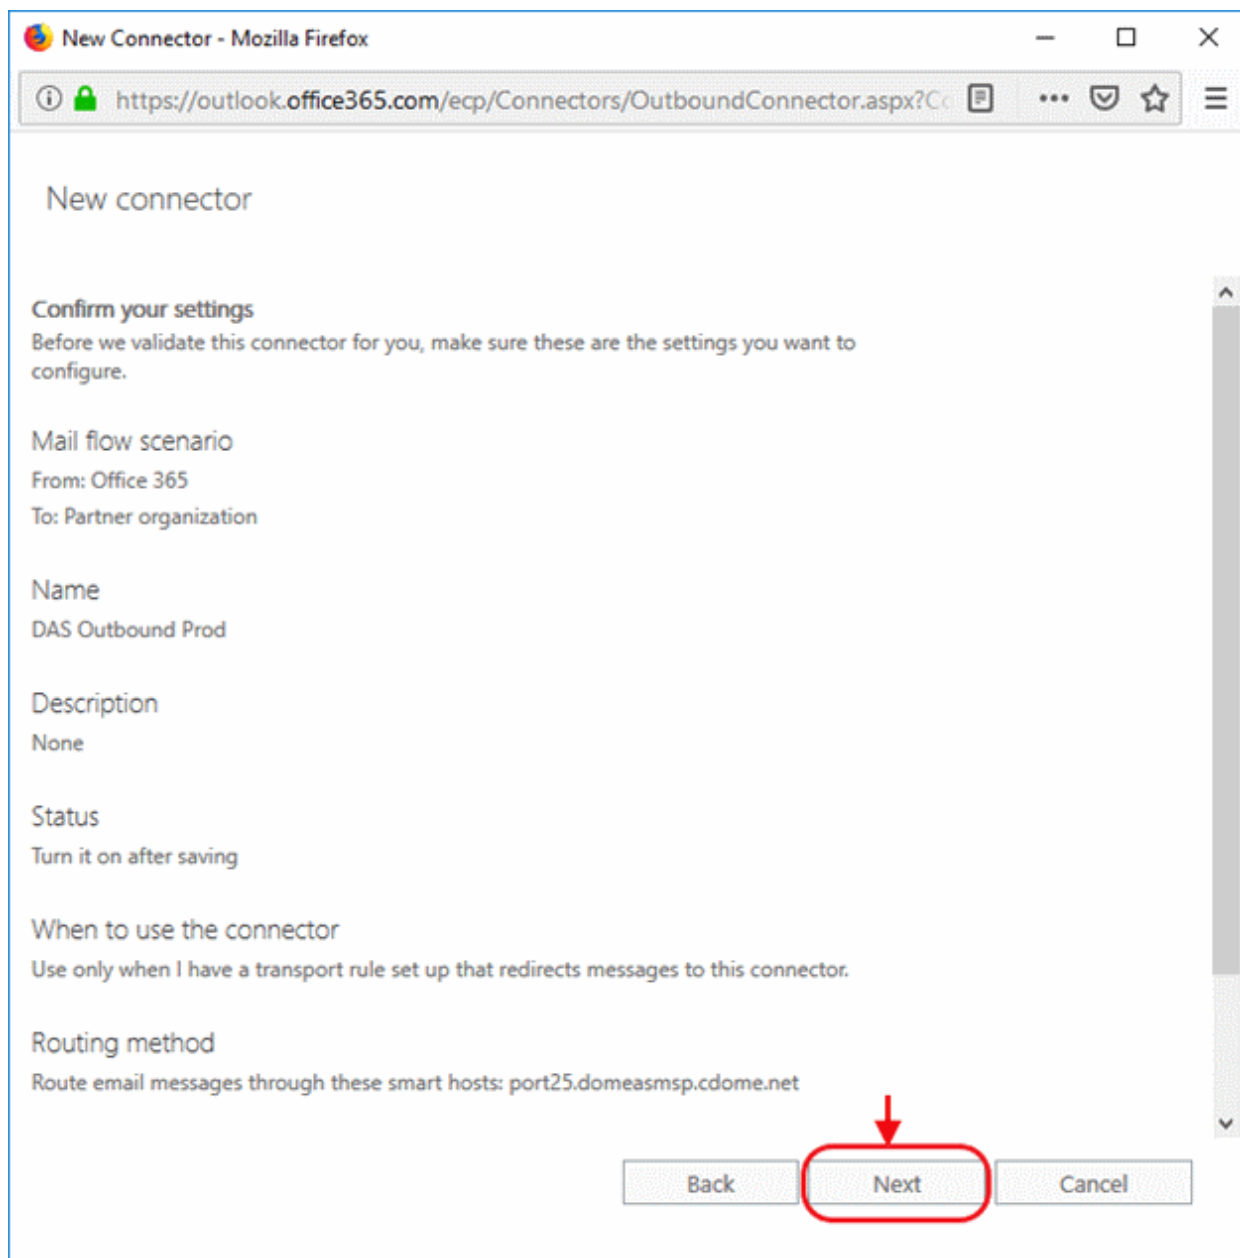 New Connector - Mozilla Firefox
https://outlook.office365.com/ecp/Connectors/OutboundConnector.aspx?Co
New connector
Confirm your settings
Before we validate this connector for you, make sure these are the settings you want to
configure.
Mail flow scenario
From: Office 365
To: Partner organization
Name
DAS Outbound Prod
Description
None
Status
Turn it on after saving
When to use the connector
Use only when I have a transport rule set up that redirects messages to this connector.
Routing method
Route email messages through these smart hosts: port25.domeasmsp.cdome.net
Back
Next
Cancel